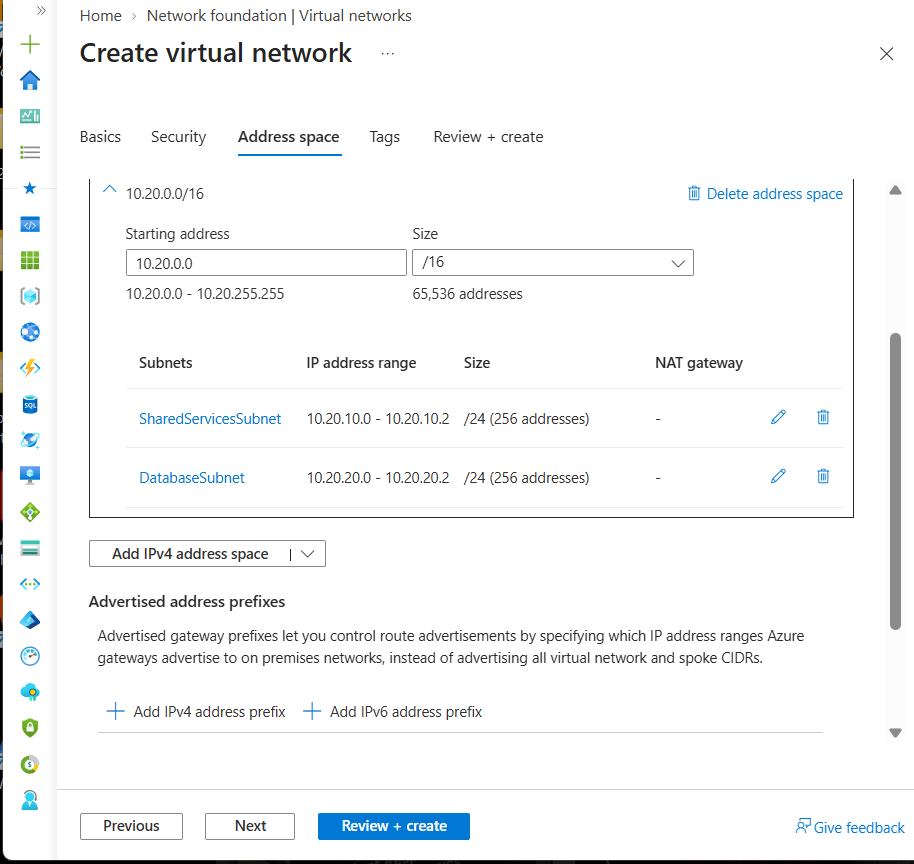 Home > Network foundation | Virtual networks
Create virtual network ...
Basics Security Address space Tags Review + create
10.20.0.0/16 Delete address space
Starting address Size
10.20.0.0 /16
10.20.0.0 - 10.20.255.255 65,536 addresses
Subnets IP address range Size NAT gateway
SharedServicesSubnet 10.20.10.0 - 10.20.10.2 /24 (256 addresses) -
DatabaseSubnet 10.20.20.0 - 10.20.20.2 /24 (256 addresses) -
Add IPv4 address space |
Advertised address prefixes
Advertised gateway prefixes let you control route advertisements by specifying which IP address ranges Azure
gateways advertise to on premises networks, instead of advertising all virtual network and spoke CIDRs.
+ Add IPv4 address prefix + Add IPv6 address prefix
Previous Next Review + create Give feedback